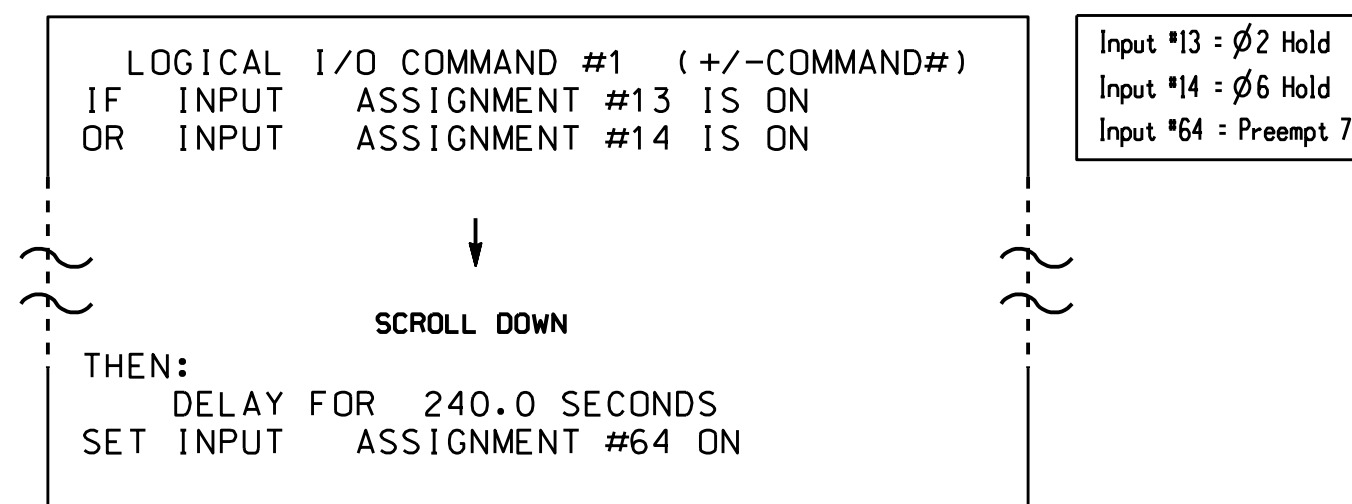 LOGICAL I/O COMMAND #1 (+/-COMMAND#)
IF INPUT ASSIGNMENT #13 IS ON
OR INPUT ASSIGNMENT #14 IS ON
SCROLL DOWN
THEN:
DELAY FOR 240.0 SECONDS
SET INPUT ASSIGNMENT #64 ON
Input #13 = Ø2 Hold
Input #14 = Ø6 Hold
Input #64 = Preempt 7